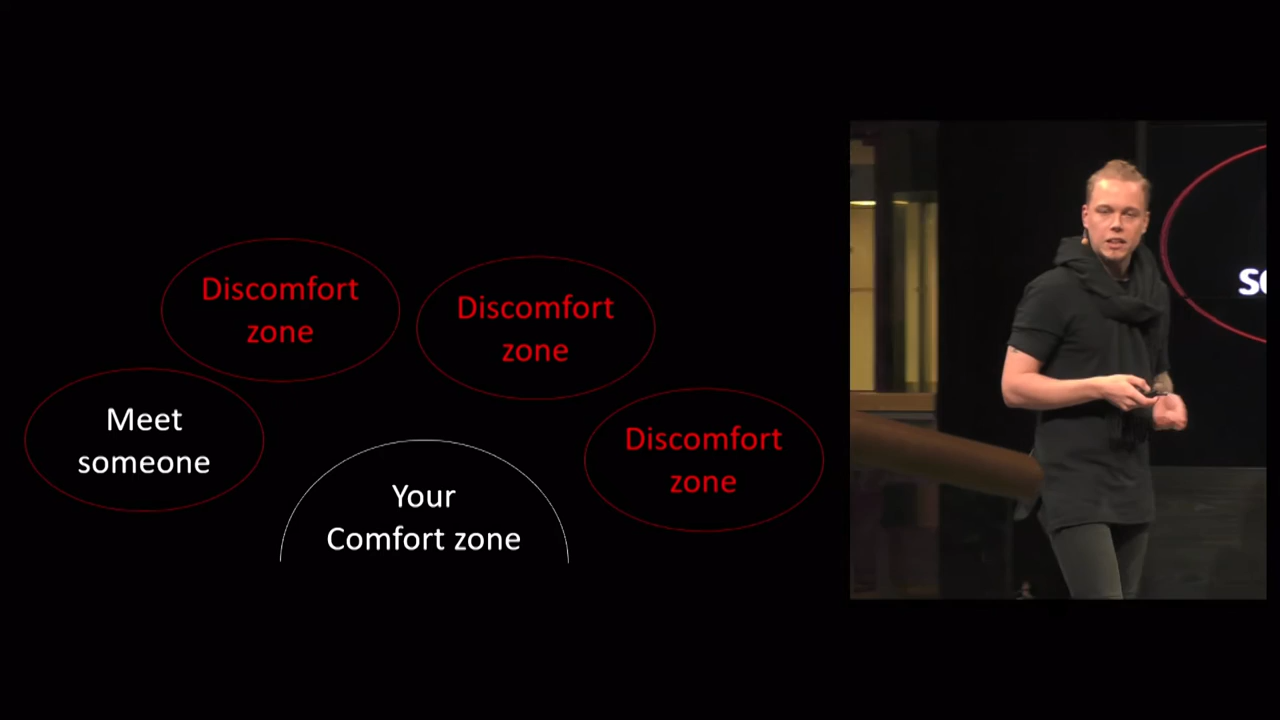 Discomfort
zone
Discomfort
zone
Meet
someone
Discomfort
zone
Your
Comfort zone